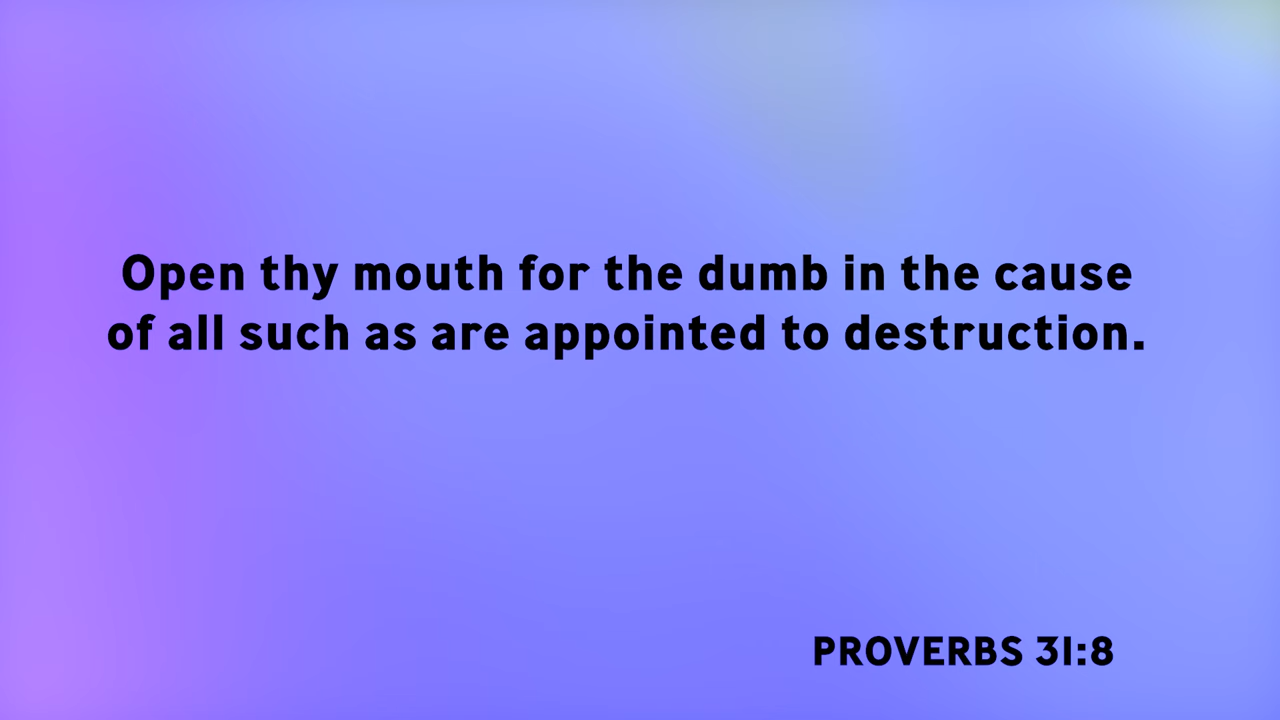 Open thy mouth for the dumb in the cause
of all such as are appointed to destruction.
PROVERBS 31:8